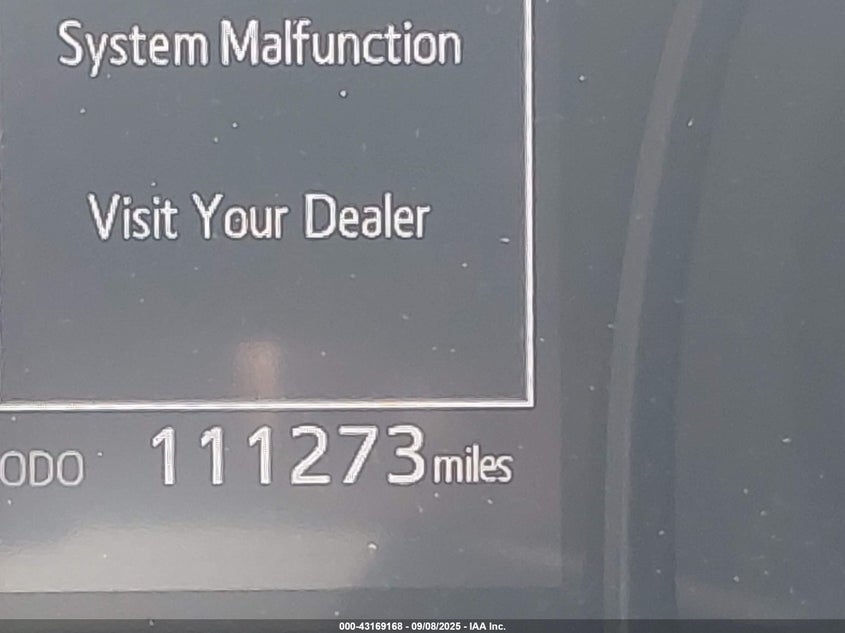 System Malfunction
Visit Your Dealer
ODO 111273 miles
000-43169168 - 09/08/2025 - IAA Inc.